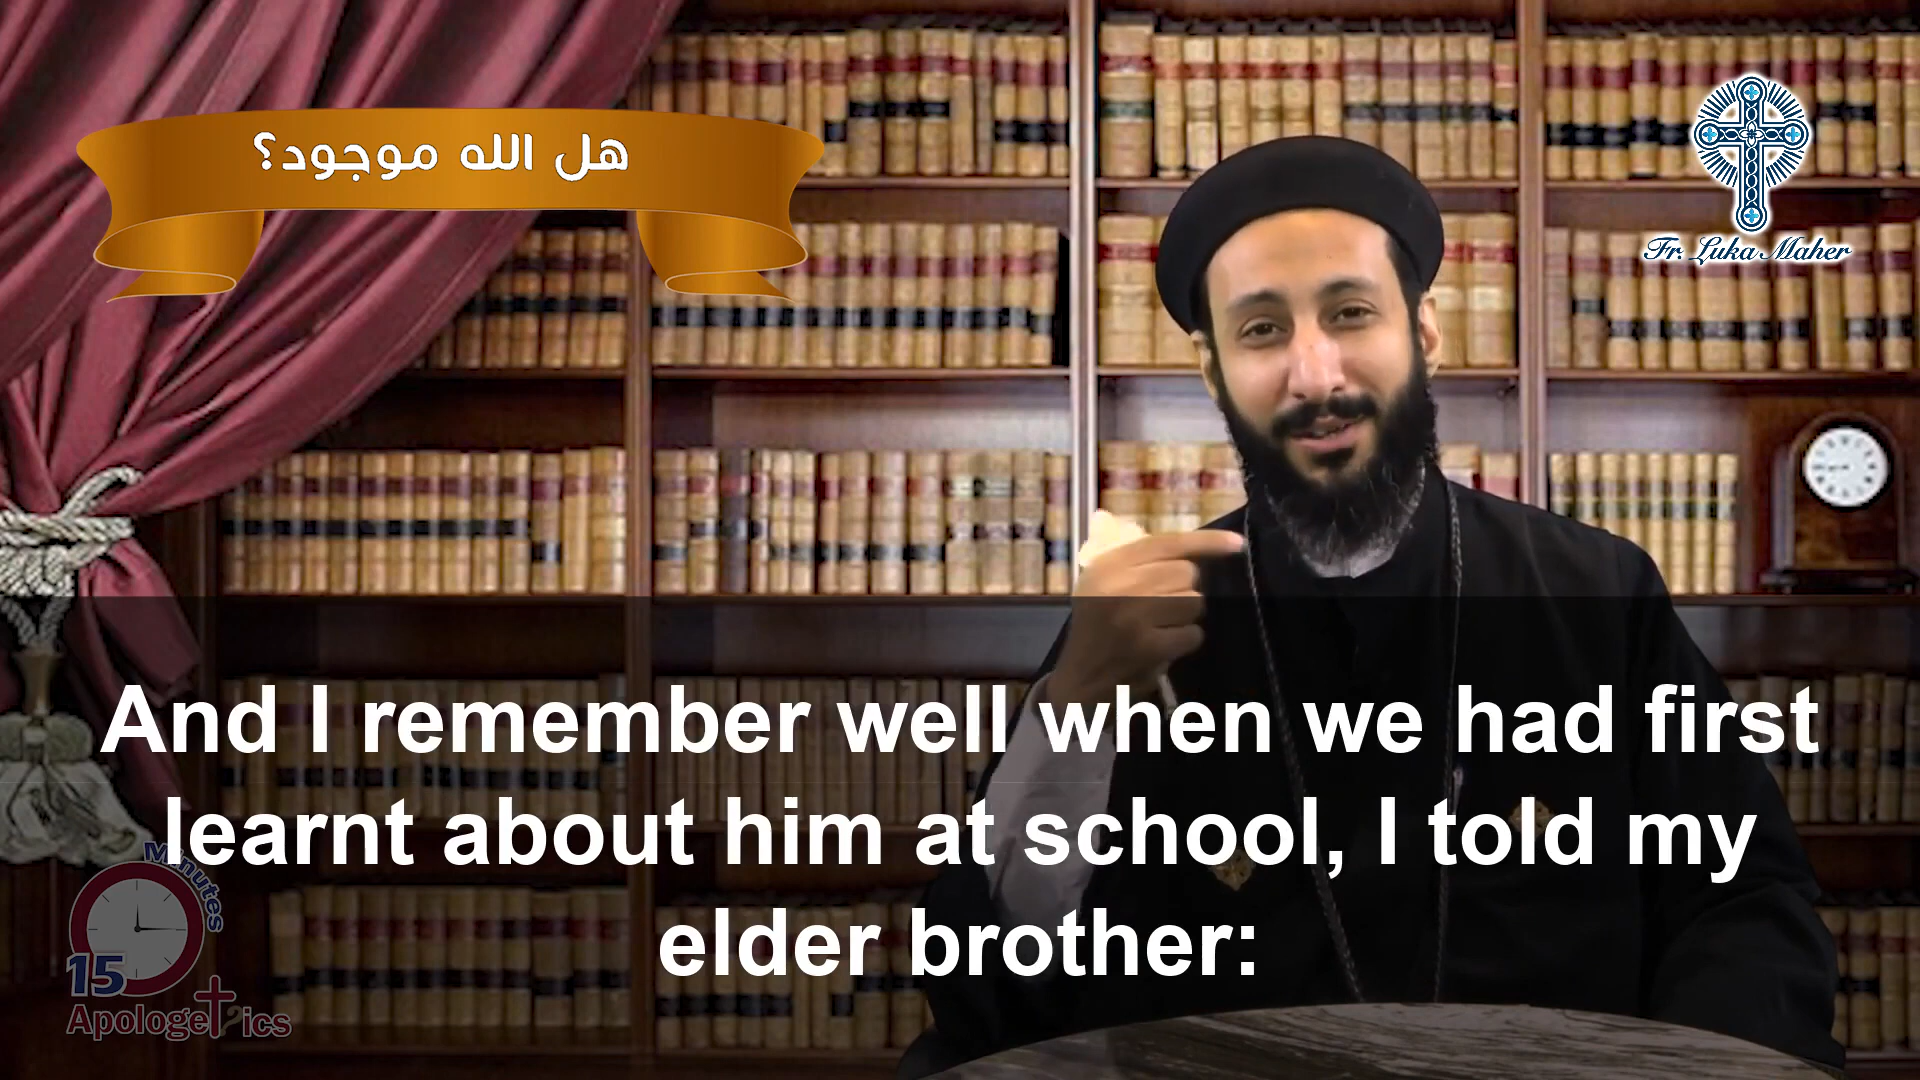 هل الله موجود؟
Fr. Luka Maher
And I remember well when we had first
learnt about him at school, I told my
elder brother:
Minutes
15
Apologetics